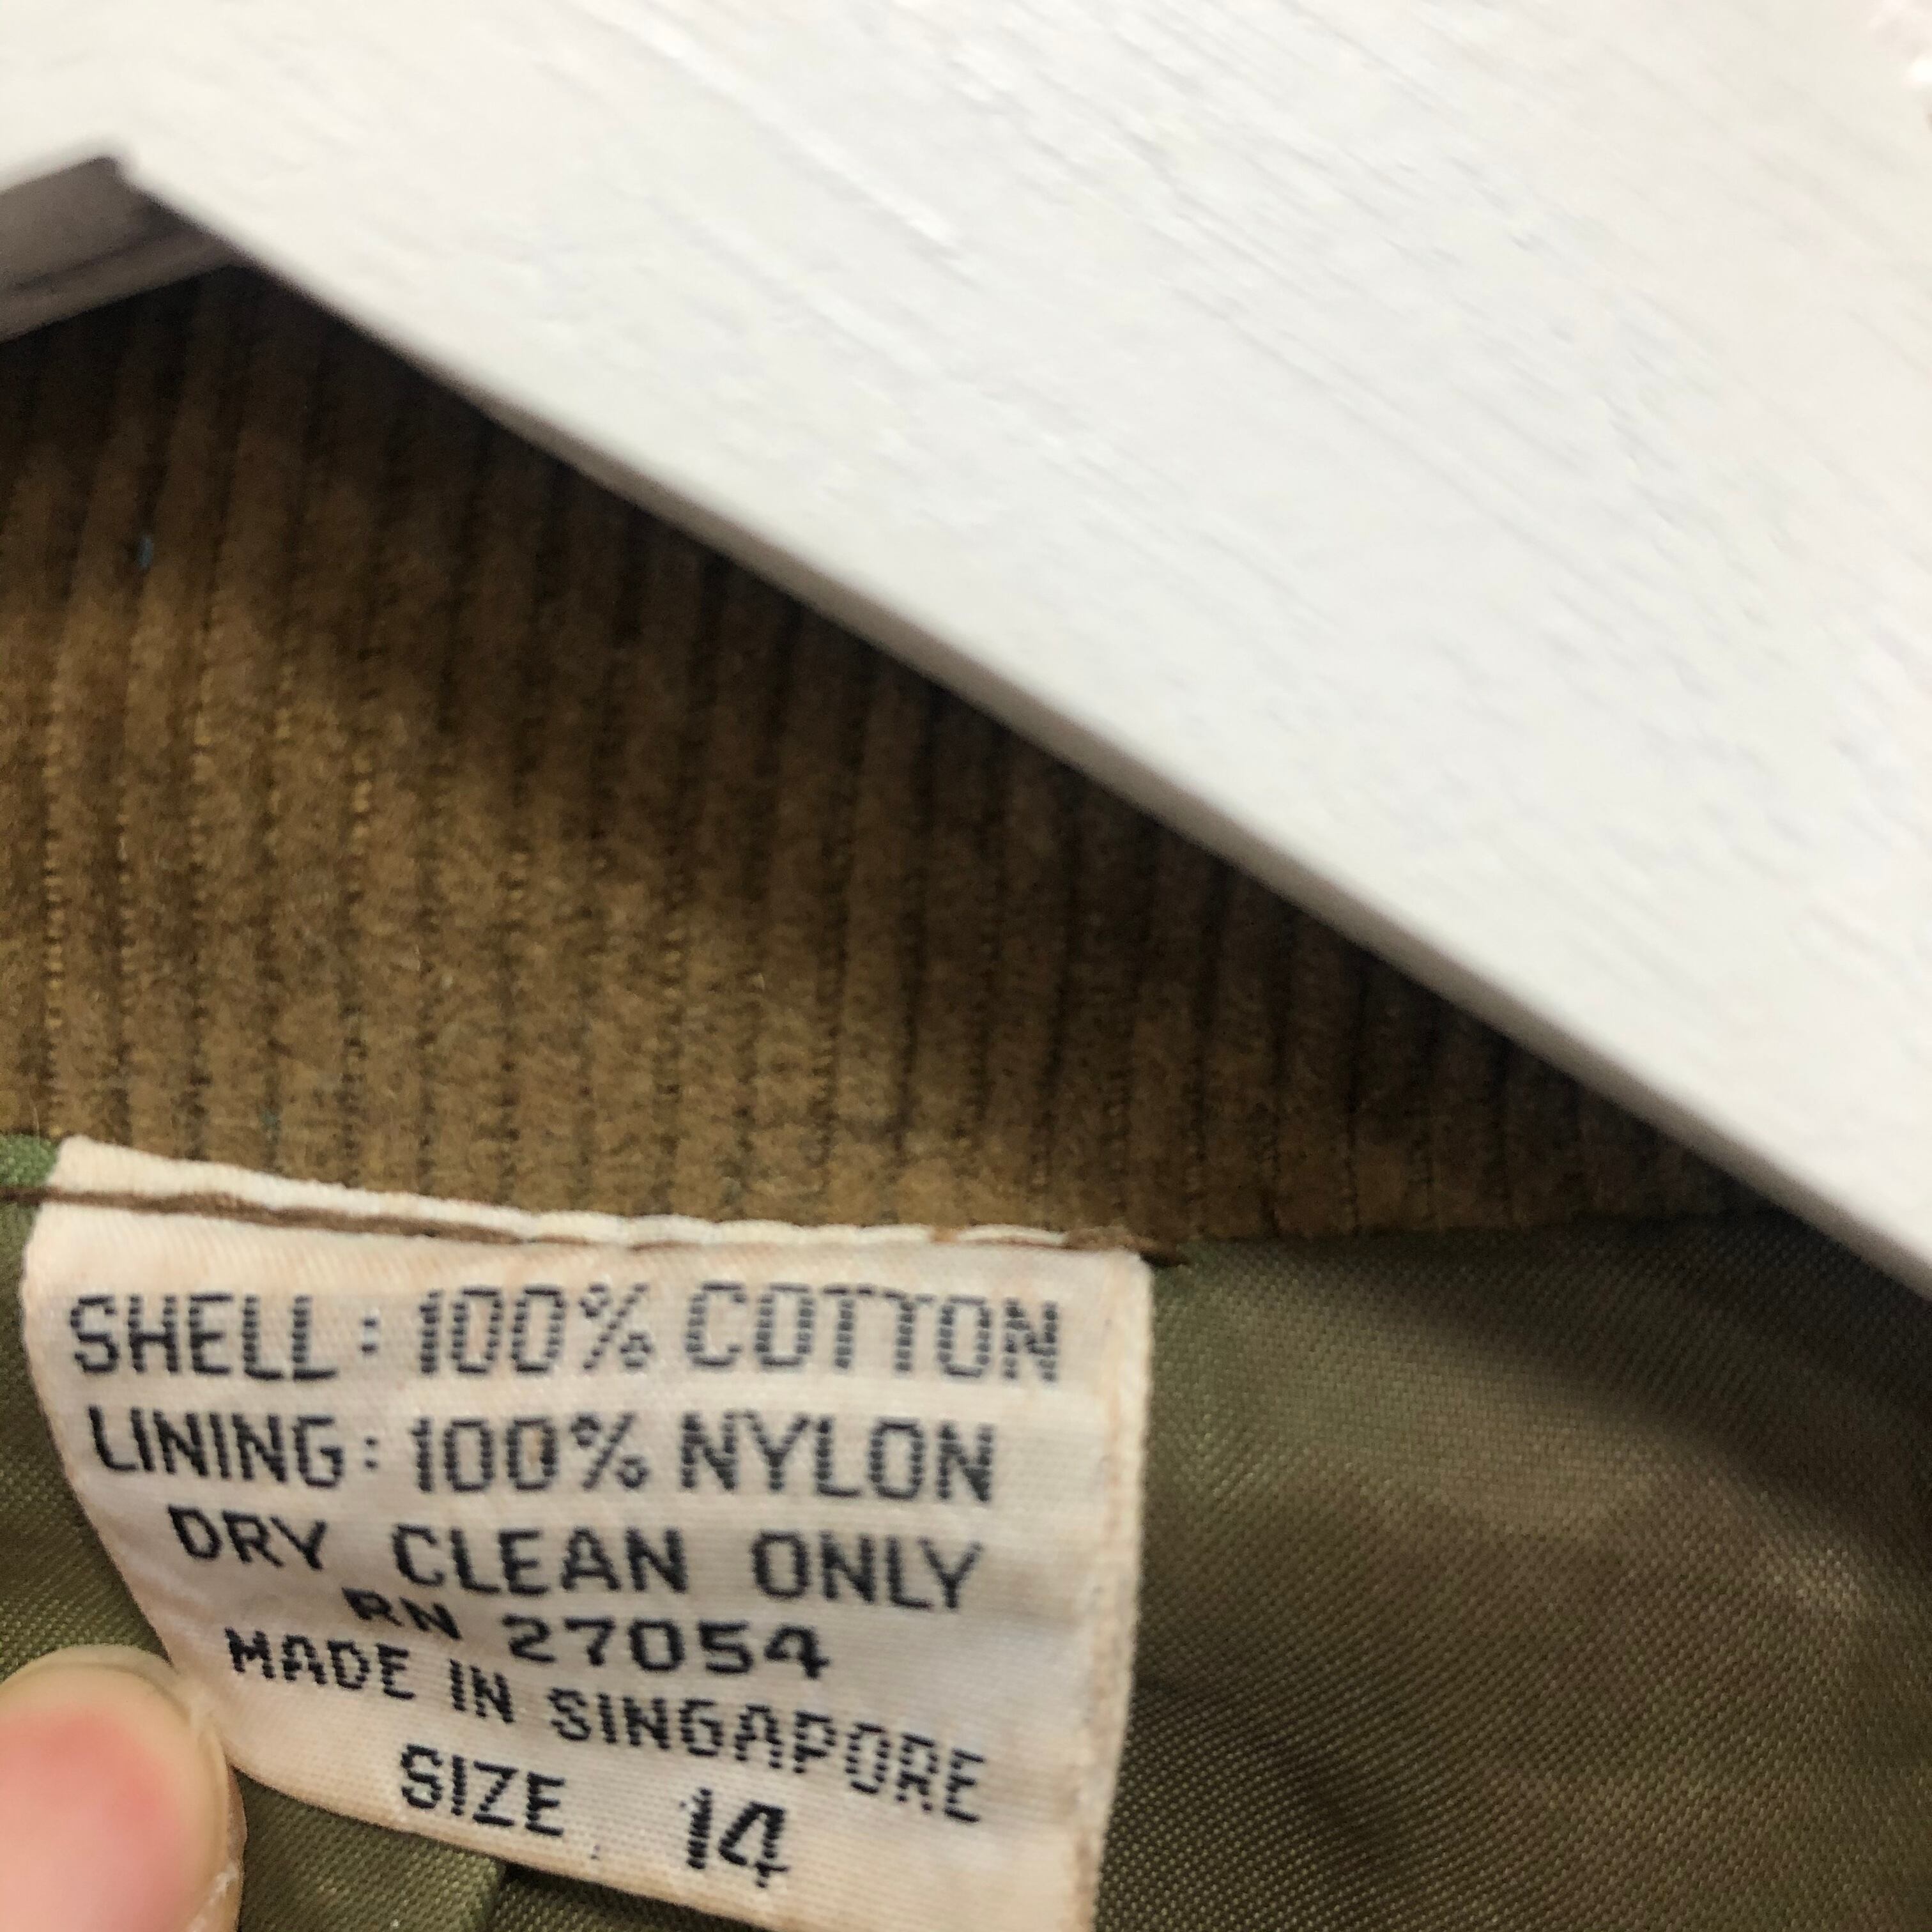 SHELL: 100% COTTON
LINING: 100% NYLON
DRY CLEAN ONLY
RN 27054
MADE IN SINGAPORE
SIZE 14